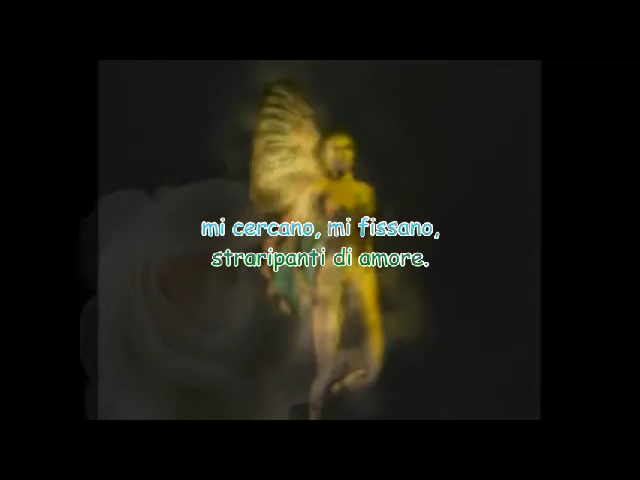 mi cercano, mi fissano,
straripanti di amore.